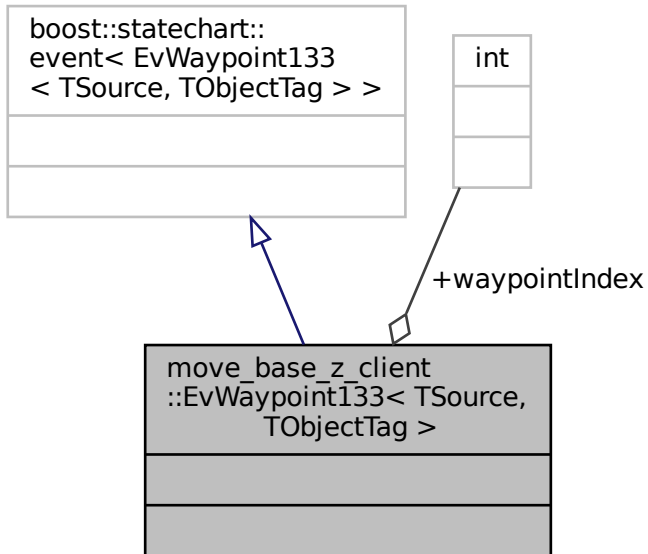 boost::statechart::
event< EvWaypoint133
< TSource, TObjectTag > >
int
+waypointIndex
move_base_z_client
::EvWaypoint133< TSource,
TObjectTag >